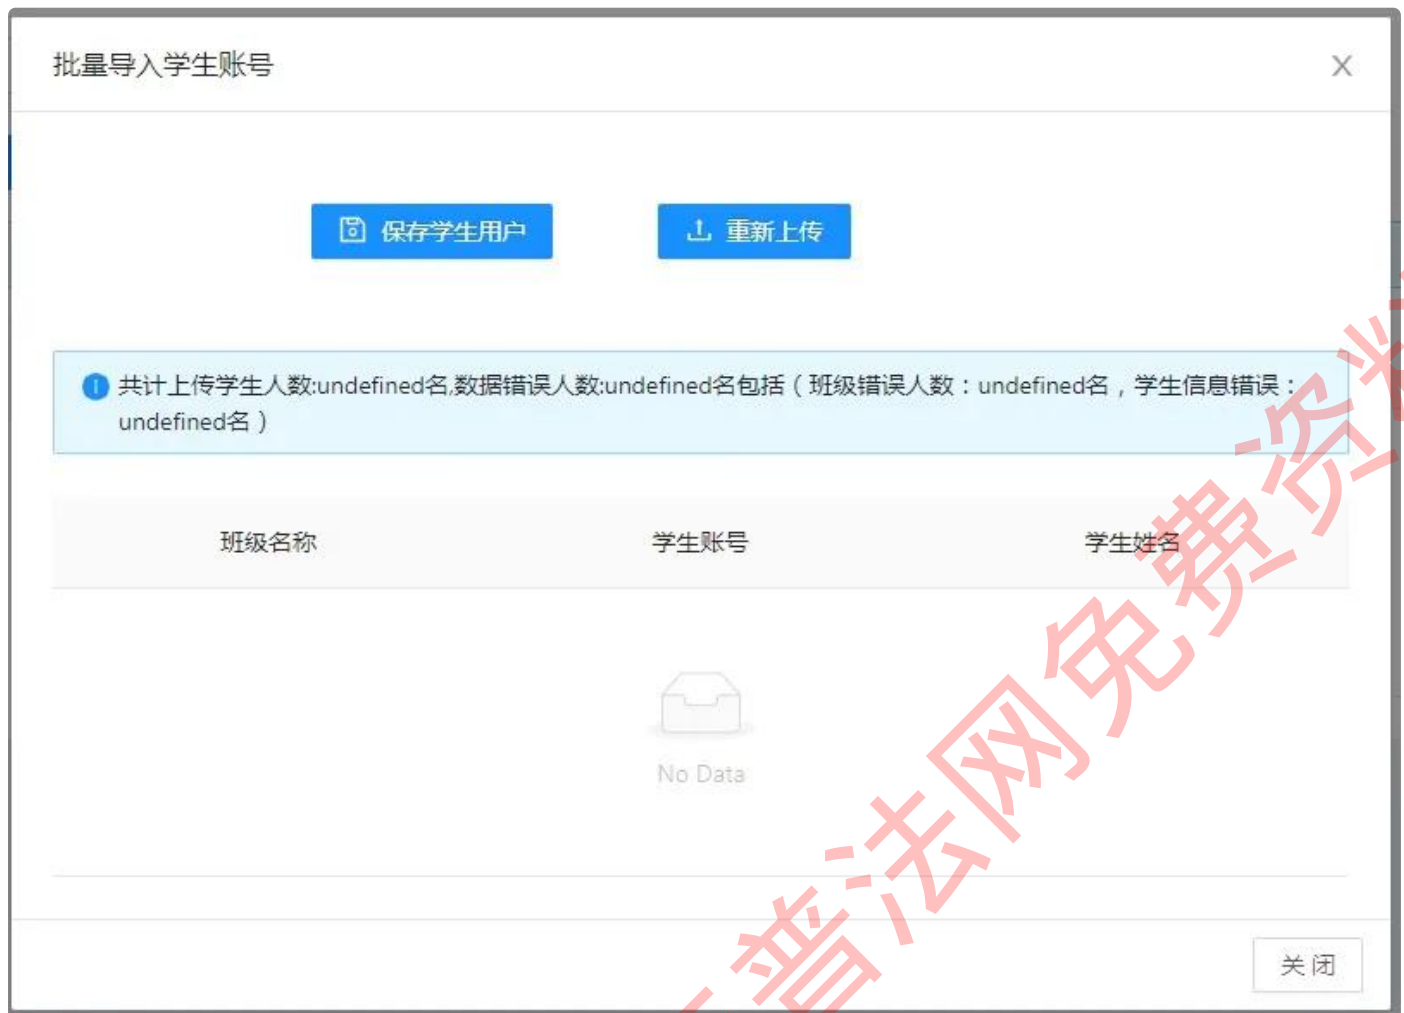 批量导入学生账号
X
保存学生用户
重新上传
共计上传学生人数:undefined名,数据错误人数:undefined名包括（班级错误人数：undefined名，学生信息错误：
undefined名）
班级名称 学生账号 学生姓名
No Data
关 闭
普法网免费资料